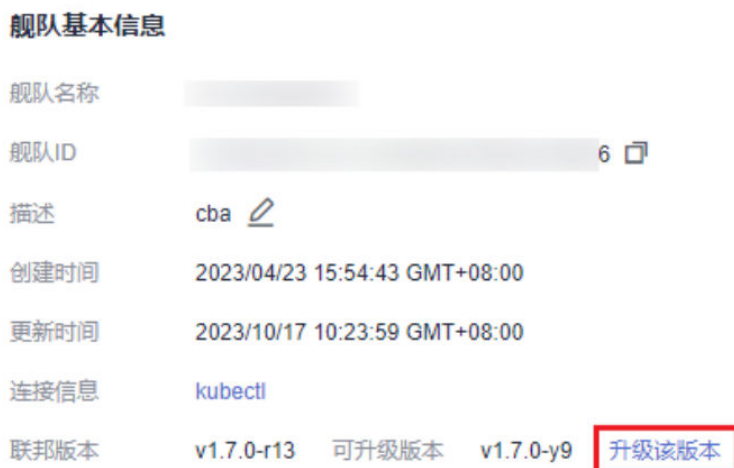 舰队基本信息
舰队名称
舰队ID 6
描述 cba
创建时间 2023/04/23 15:54:43 GMT+08:00
更新时间 2023/10/17 10:23:59 GMT+08:00
连接信息 kubectl
联邦版本 v1.7.0-r13 可升级版本 v1.7.0-y9 升级该版本